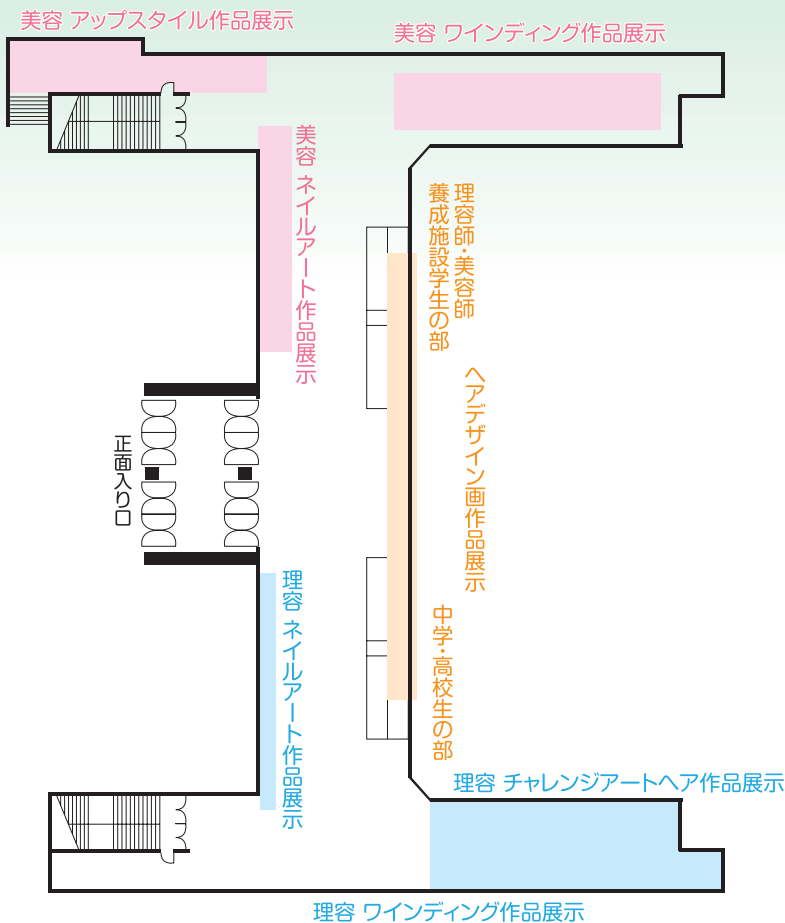 美容 アップスタイル作品展示
美容 ワインディング作品展示
美容 ネイルアート作品展示
理容師・美容師
養成施設学生の部
ヘアデザイン画作品展示
正面入り口
理容 ネイルアート作品展示
中学・高校生の部
理容 チャレンジアートヘア作品展示
理容 ワインディング作品展示